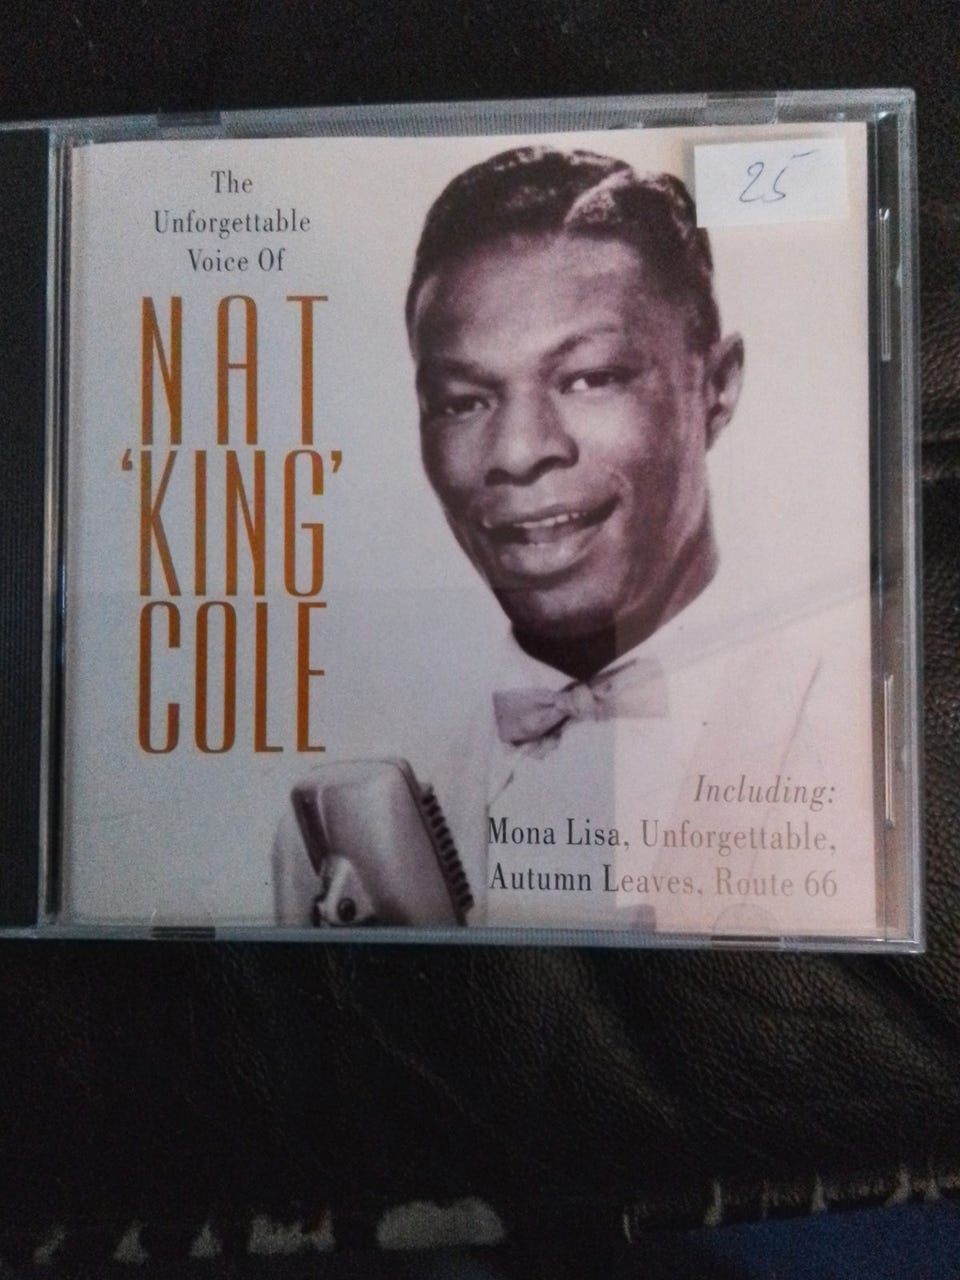 The
Unforgettable
Voice Of
NAT
‘KING’
COLE
25
Including:
Mona Lisa, Unforgettable,
Autumn Leaves, Route 66